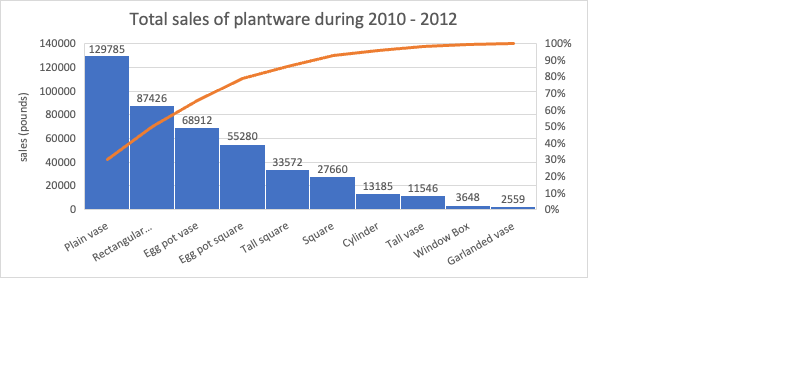 Total sales of plantware during 2010 - 2012
sales (pounds)
140000
120000
100000
80000
60000
40000
20000
0
129785
87426
68912
55280
33572
27660
13185
11546
3648
2559
100%
90%
80%
70%
60%
50%
40%
30%
20%
10%
0%
Plain vase
Rectangular...
Egg pot vase
Egg pot square
Tall square
Square
Cylinder
Tall vase
Window Box
Garlanded vase